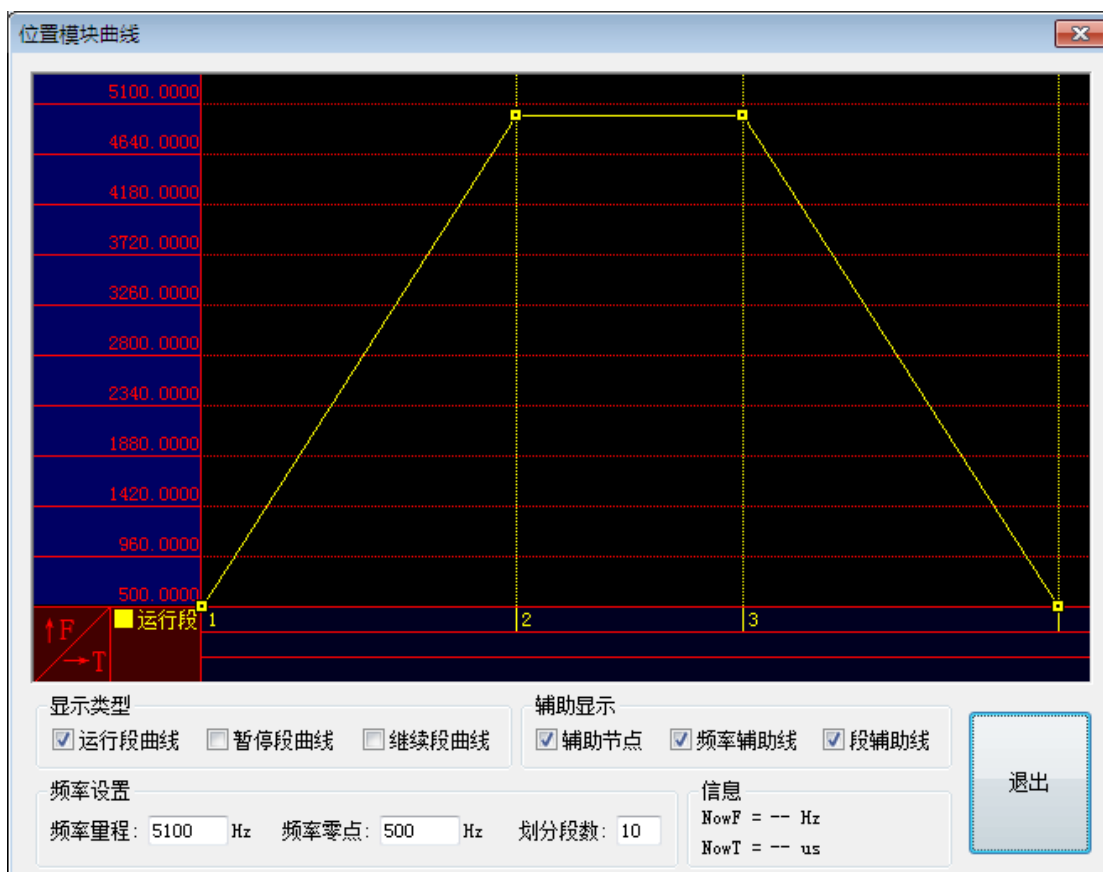 位置模块曲线
5100.0000
4640.0000
4180.0000
3720.0000
3260.0000
2800.0000
2340.0000
1880.0000
1420.0000
960.0000
500.0000
↑F
→T
运行段 1 2 3
显示类型
运行段曲线 暂停段曲线 继续段曲线
辅助显示
辅助节点 频率辅助线 段辅助线
退出
频率设置
频率量程: 5100 Hz 频率零点: 500 Hz 划分段数: 10
信息
NowF = -- Hz
NowT = -- us